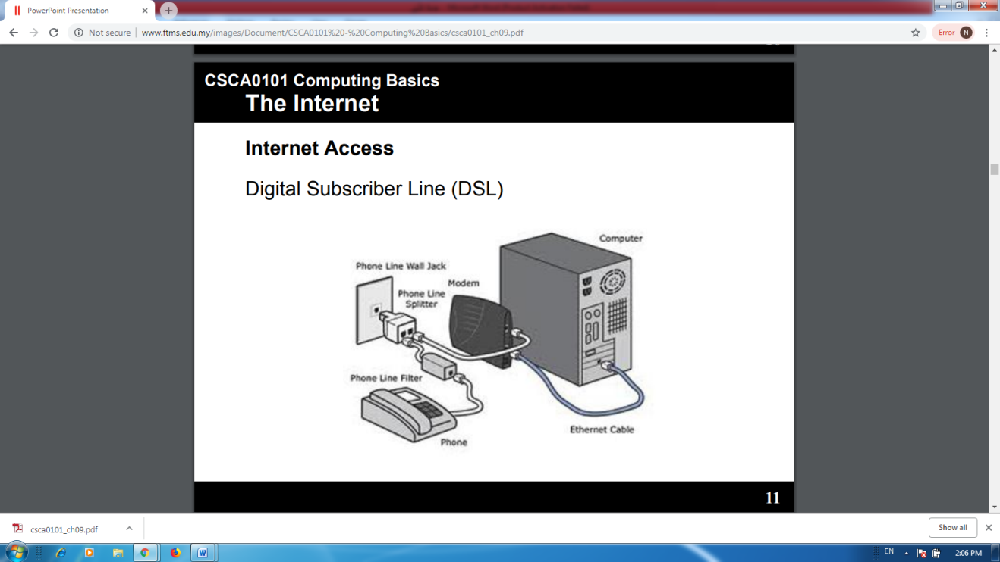 PowerPoint Presentation
Not secure | www.ftms.edu.my/images/Document/CSCA0101%20-%20Computing%20Basics/csca0101_ch09.pdf
Error N
CSCA0101 Computing Basics
The Internet
Internet Access
Digital Subscriber Line (DSL)
Computer
Phone Line Wall Jack
Modem
Phone Line
Splitter
Phone Line Filter
Ethernet Cable
Phone
11
csca0101_ch09.pdf
Show all
EN
2:06 PM